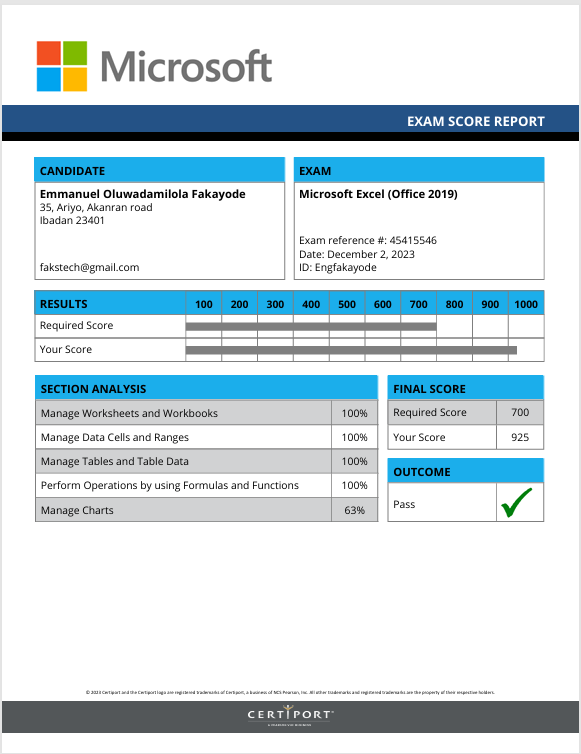 Microsoft
EXAM SCORE REPORT
CANDIDATE
Emmanuel Oluwadamilola Fakayode
35, Ariyo, Akanran road
Ibadan 23401
fakstech@gmail.com
EXAM
Microsoft Excel (Office 2019)
Exam reference #: 45415546
Date: December 2, 2023
ID: Engfakayode
RESULTS 100 200 300 400 500 600 700 800 900 1000
Required Score
Your Score
SECTION ANALYSIS
Manage Worksheets and Workbooks 100%
Manage Data Cells and Ranges 100%
Manage Tables and Table Data 100%
Perform Operations by using Formulas and Functions 100%
Manage Charts 63%
FINAL SCORE
Required Score 700
Your Score 925
OUTCOME
Pass
© 2023 Certiport and the Certiport logo are registered trademarks of Certiport, a business of NCS Pearson, Inc. All other trademarks and registered trademarks are the property of their respective holders.
CERTIPORT